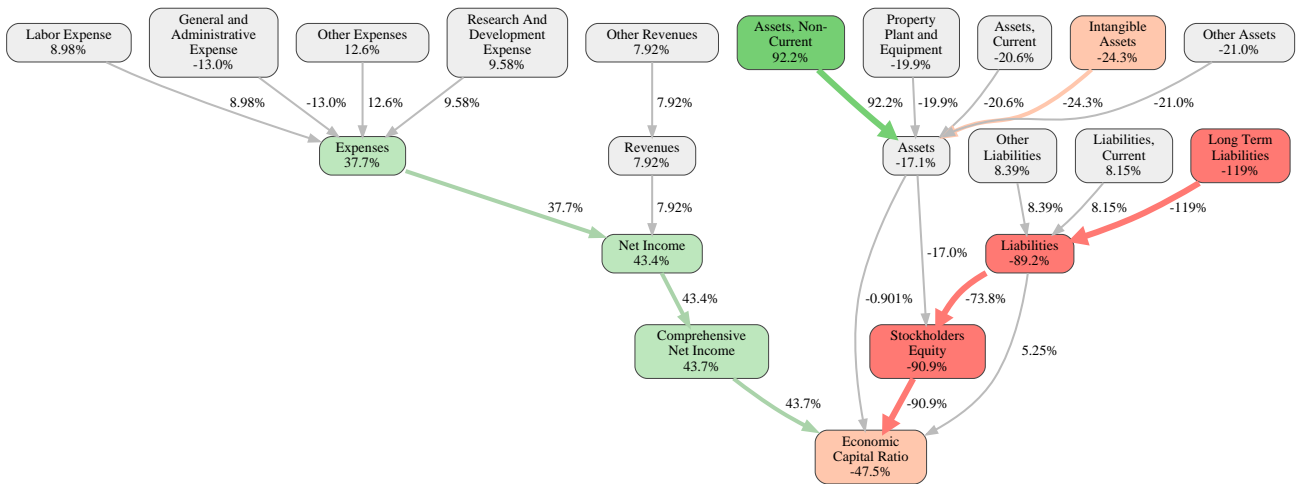 Labor Expense
8.98%
General and
Administrative
Expense
-13.0%
Other Expenses
12.6%
Research And
Development
Expense
9.58%
Other Revenues
7.92%
Assets, Non-
Current
92.2%
Property
Plant and
Equipment
-19.9%
Assets,
Current
-20.6%
Intangible
Assets
-24.3%
Other Assets
-21.0%
8.98%
-13.0%
12.6%
9.58%
7.92%
92.2%
-19.9%
-20.6%
-24.3%
-21.0%
Expenses
37.7%
Revenues
7.92%
Assets
-17.1%
Other
Liabilities
8.39%
Liabilities,
Current
8.15%
Long Term
Liabilities
-119%
37.7%
7.92%
8.39%
8.15%
-119%
Net Income
43.4%
-17.0%
Liabilities
-89.2%
43.4%
-0.901%
-73.8%
Comprehensive
Net Income
43.7%
Stockholders
Equity
-90.9%
5.25%
43.7%
-90.9%
Economic
Capital Ratio
-47.5%